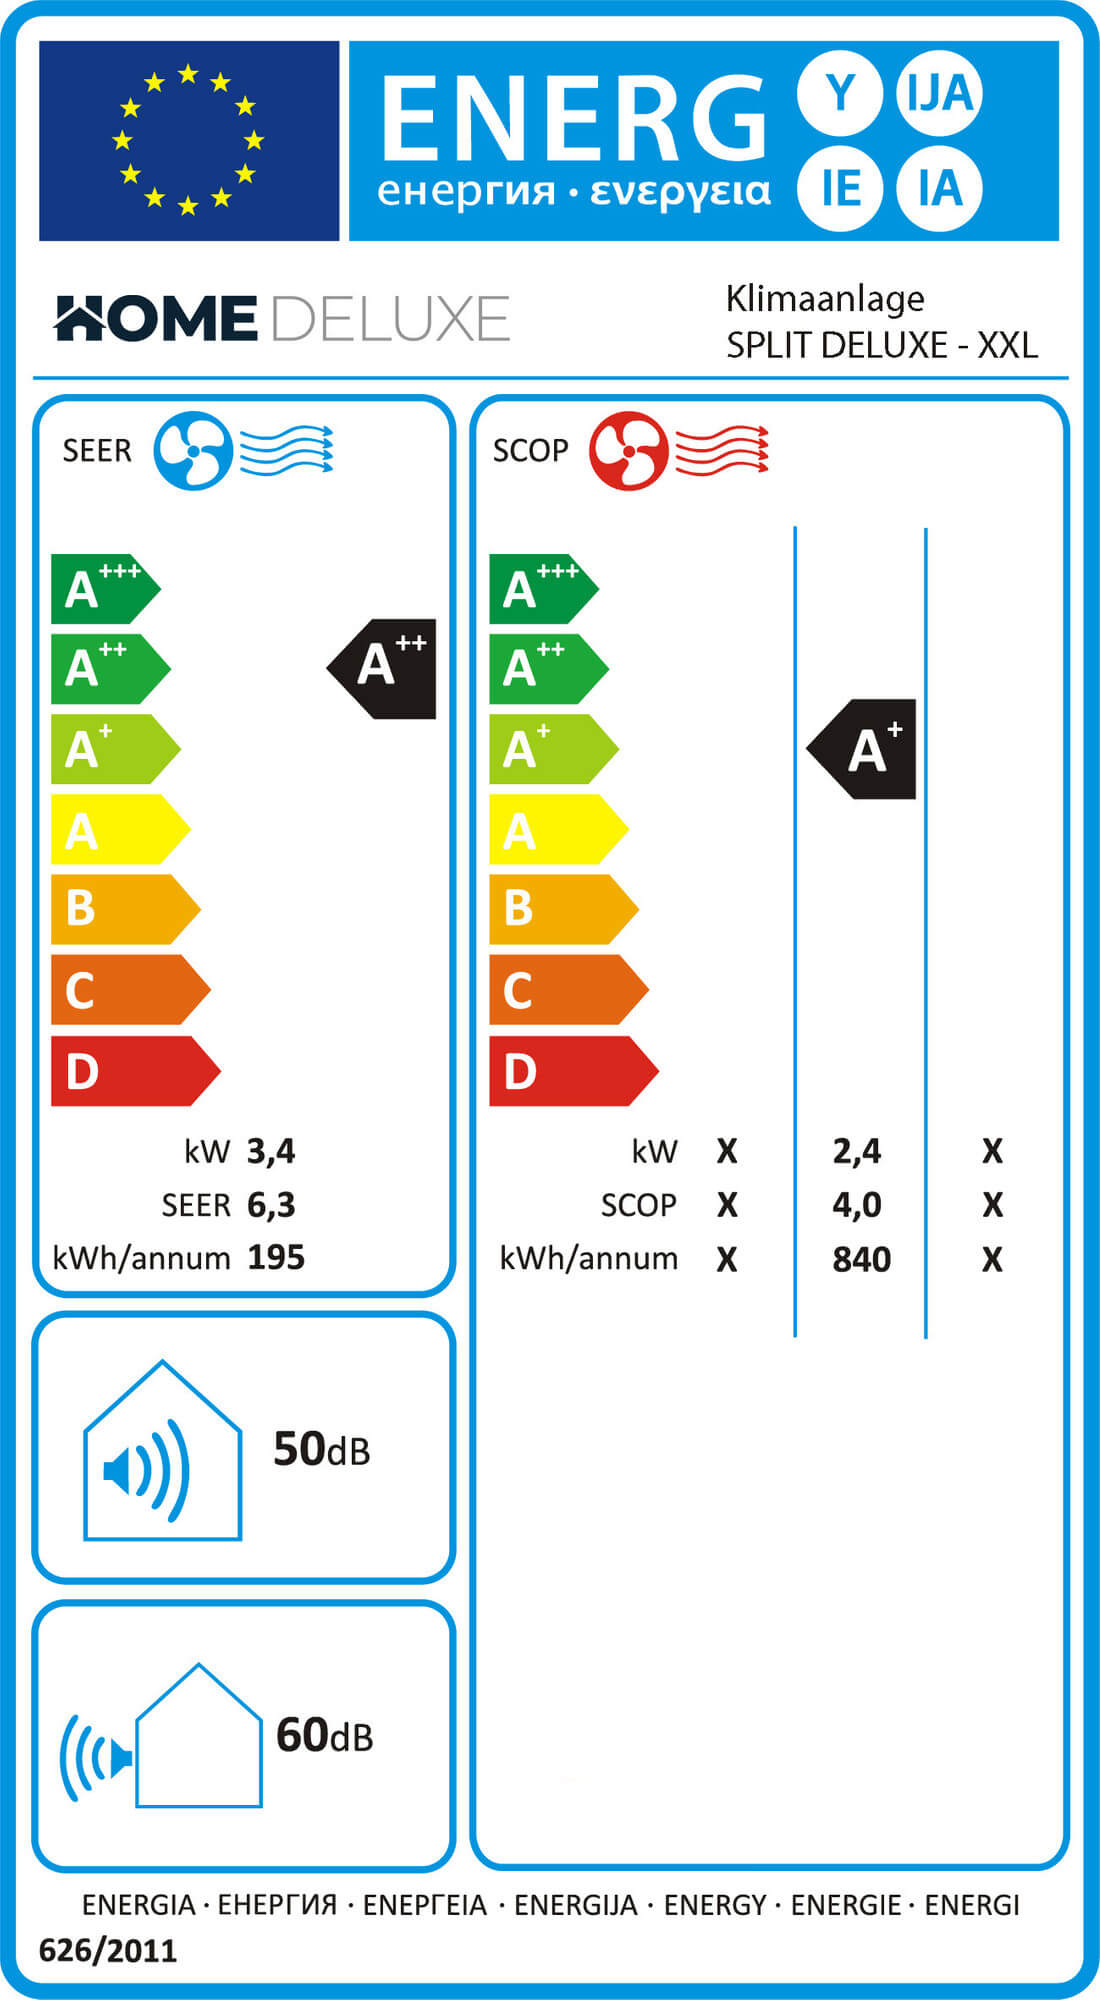 ENERG Y IJA
енергия · ενεργεια IE IA
HOME DELUXE
Klimaanlage
SPLIT DELUXE - XXL
SEER
A+++
A++
A++
A+
A
B
C
D
kW 3,4
SEER 6,3
kWh/annum 195
SCOP
A+++
A++
A+
A+
A
B
C
D
kW X 2,4 X
SCOP X 4,0 X
kWh/annum X 840 X
50dB
60dB
ENERGIA · ЕНЕРГИЯ · ΕΝΕΡΓΕΙΑ · ENERGIJA · ENERGY · ENERGIE · ENERGI
626/2011